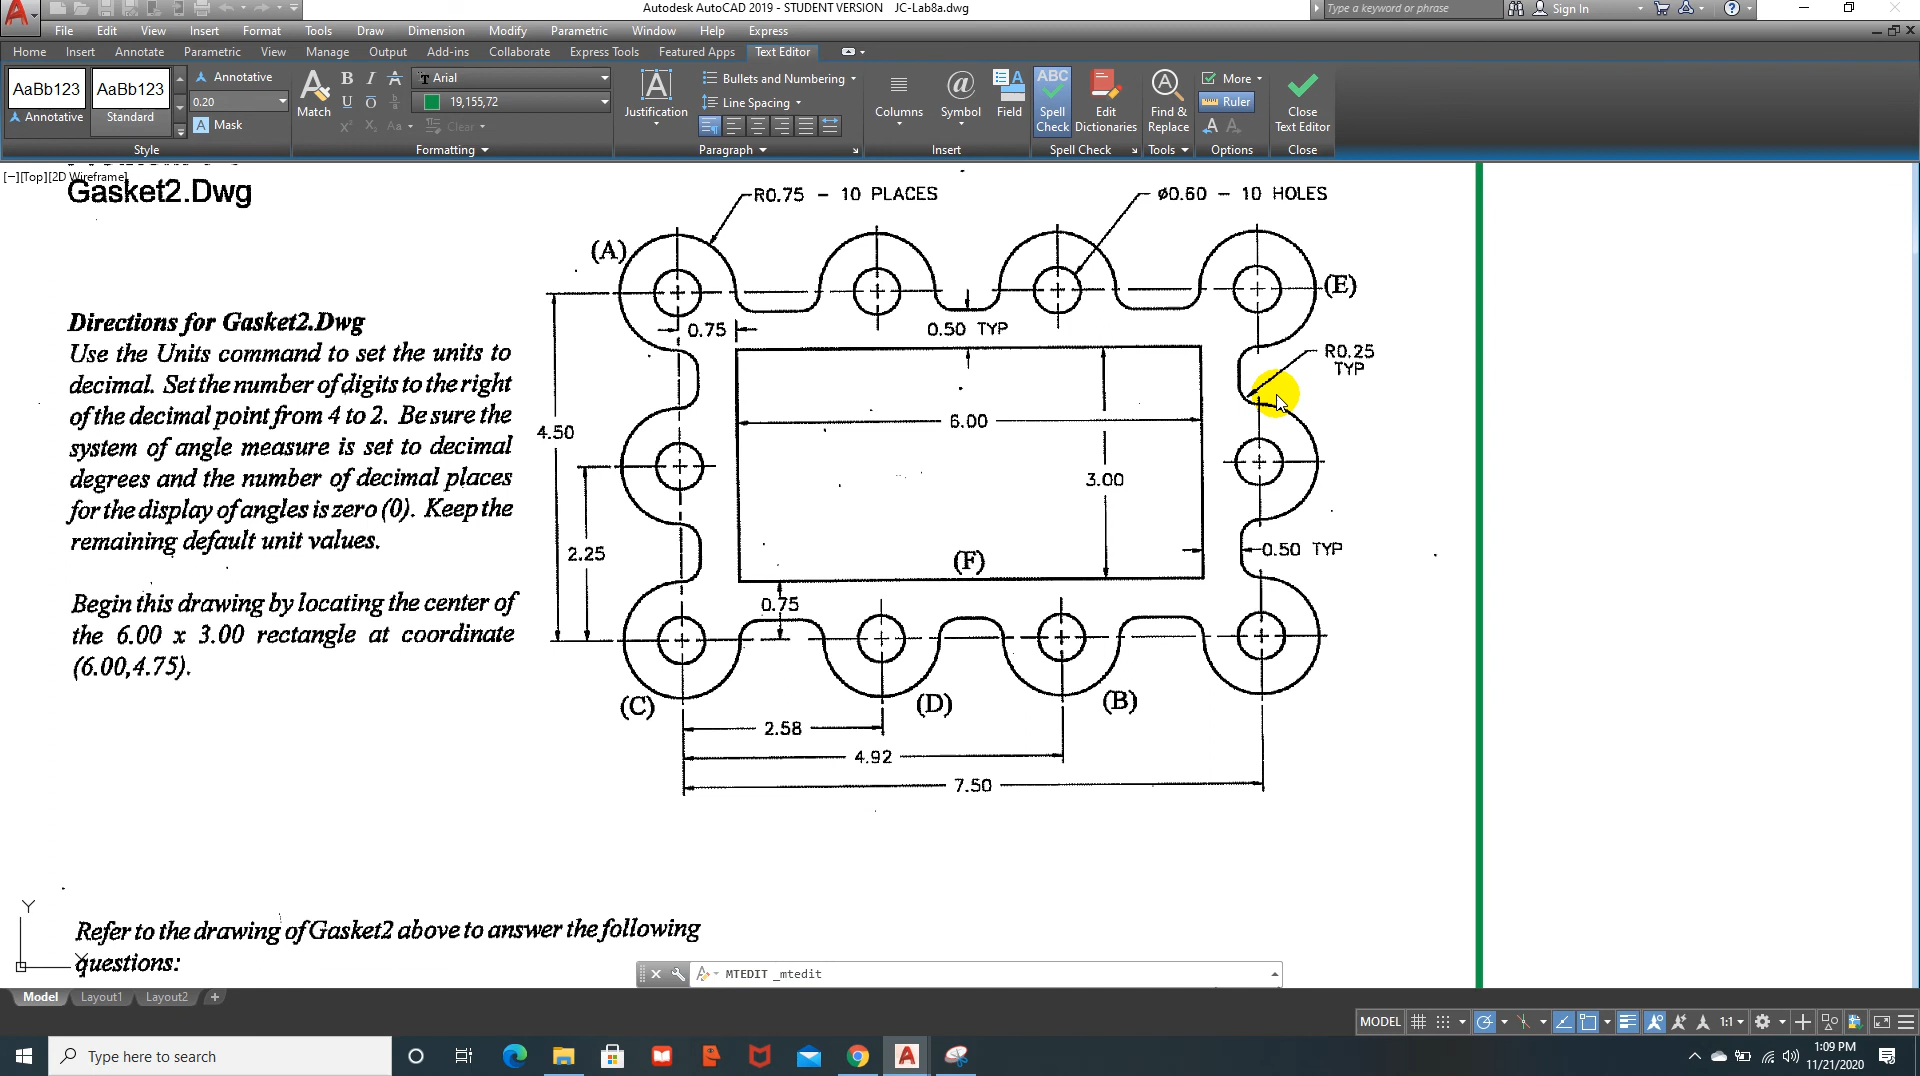 Autodesk AutoCAD 2019 - STUDENT VERSION JC-Lab8a.dwg
Type a keyword or phrase
Sign In
File Edit View Insert Format Tools Draw Dimension Modify Parametric Window Help Express
Home Insert Annotate Parametric View Manage Output Add-ins Collaborate Express Tools Featured Apps Text Editor
AaBb123 AaBb123
Annotative Standard
Annotative
0.20
Mask
Style
Match
Arial
19,155,72
Clear
Formatting
Justification
Bullets and Numbering
Line Spacing
Paragraph
Columns
Symbol
Field
Insert
ABC
Spell
Check
Edit
Dictionaries
Spell Check
Find &
Replace
Tools
More
Ruler
Options
Close
Text Editor
Close
[−][Top][2D Wireframe]
Gasket2.Dwg
R0.75 - 10 PLACES
Ø0.60 - 10 HOLES
(A)
(E)
Directions for Gasket2.Dwg
Use the Units command to set the units to
decimal. Set the number of digits to the right
of the decimal point from 4 to 2. Be sure the
system of angle measure is set to decimal
degrees and the number of decimal places
for the display of angles is zero (0). Keep the
remaining default unit values.
Begin this drawing by locating the center of
the 6.00 x 3.00 rectangle at coordinate
(6.00,4.75).
0.75
0.50 TYP
R0.25
TYP
4.50
6.00
3.00
2.25
0.50 TYP
(F)
0.75
(C)
(D)
(B)
2.58
4.92
7.50
Refer to the drawing of Gasket2 above to answer the following
questions:
Y
X
MTEDIT _mtedit
Model Layout1 Layout2 +
MODEL 1:1
Type here to search
1:09 PM
11/21/2020